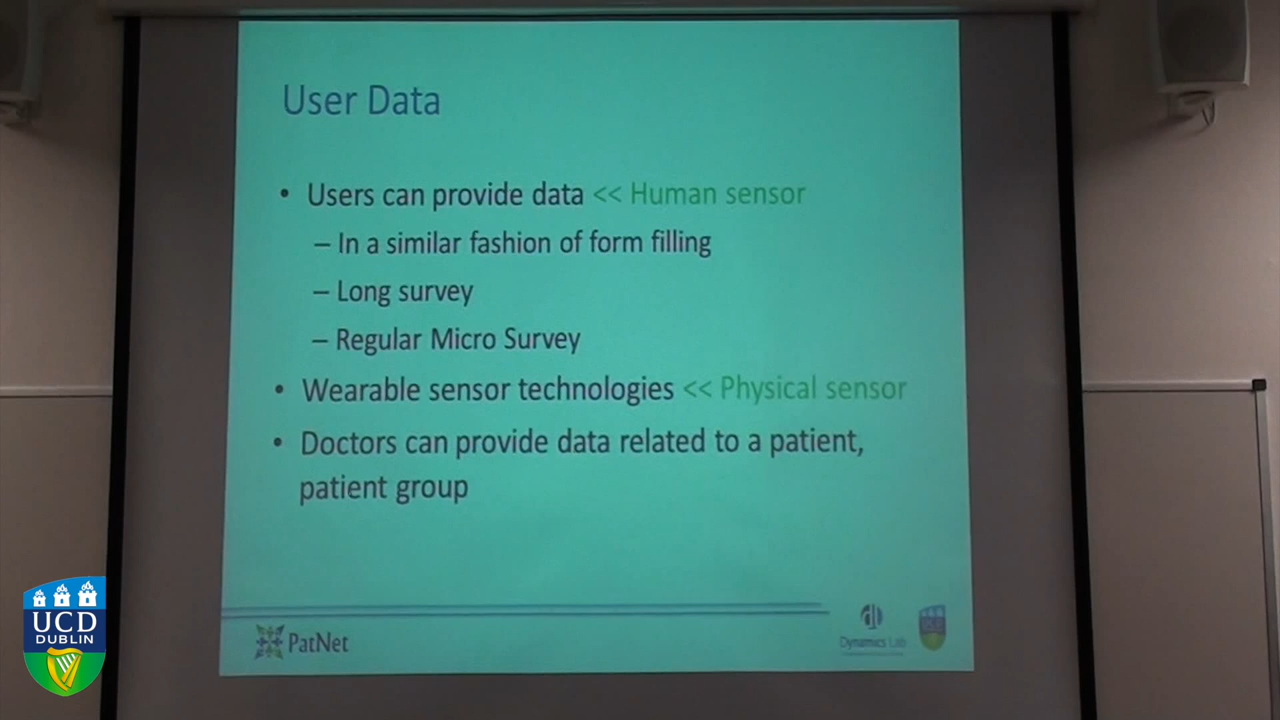 User Data
• Users can provide data << Human sensor
– In a similar fashion of form filling
– Long survey
– Regular Micro Survey
• Wearable sensor technologies << Physical sensor
• Doctors can provide data related to a patient,
patient group
PatNet
Dynamics Lab
UCD
DUBLIN